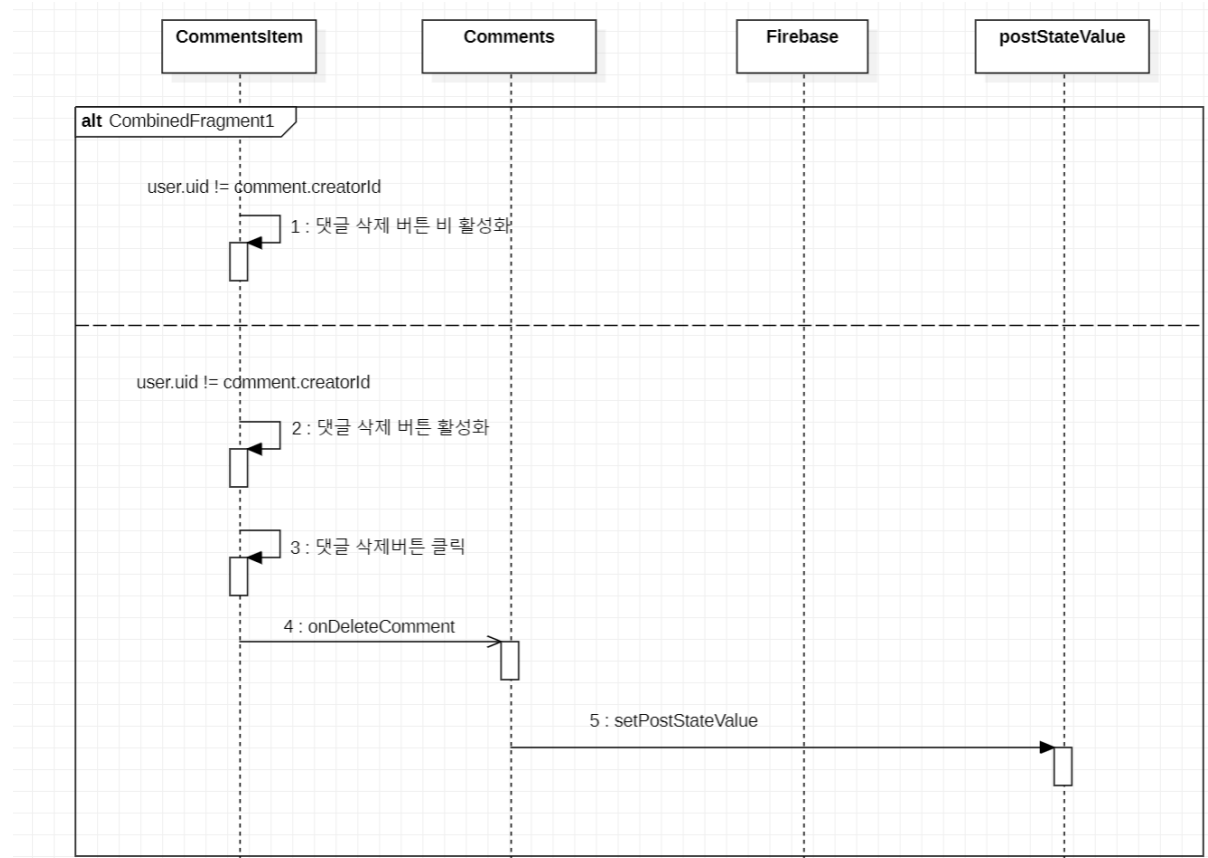 CommentsItem
Comments
Firebase
postStateValue
alt CombinedFragment1
user.uid != comment.creatorId
1 : 댓글 삭제 버튼 비 활성화
user.uid != comment.creatorId
2 : 댓글 삭제 버튼 활성화
3 : 댓글 삭제버튼 클릭
4 : onDeleteComment
5 : setPostStateValue